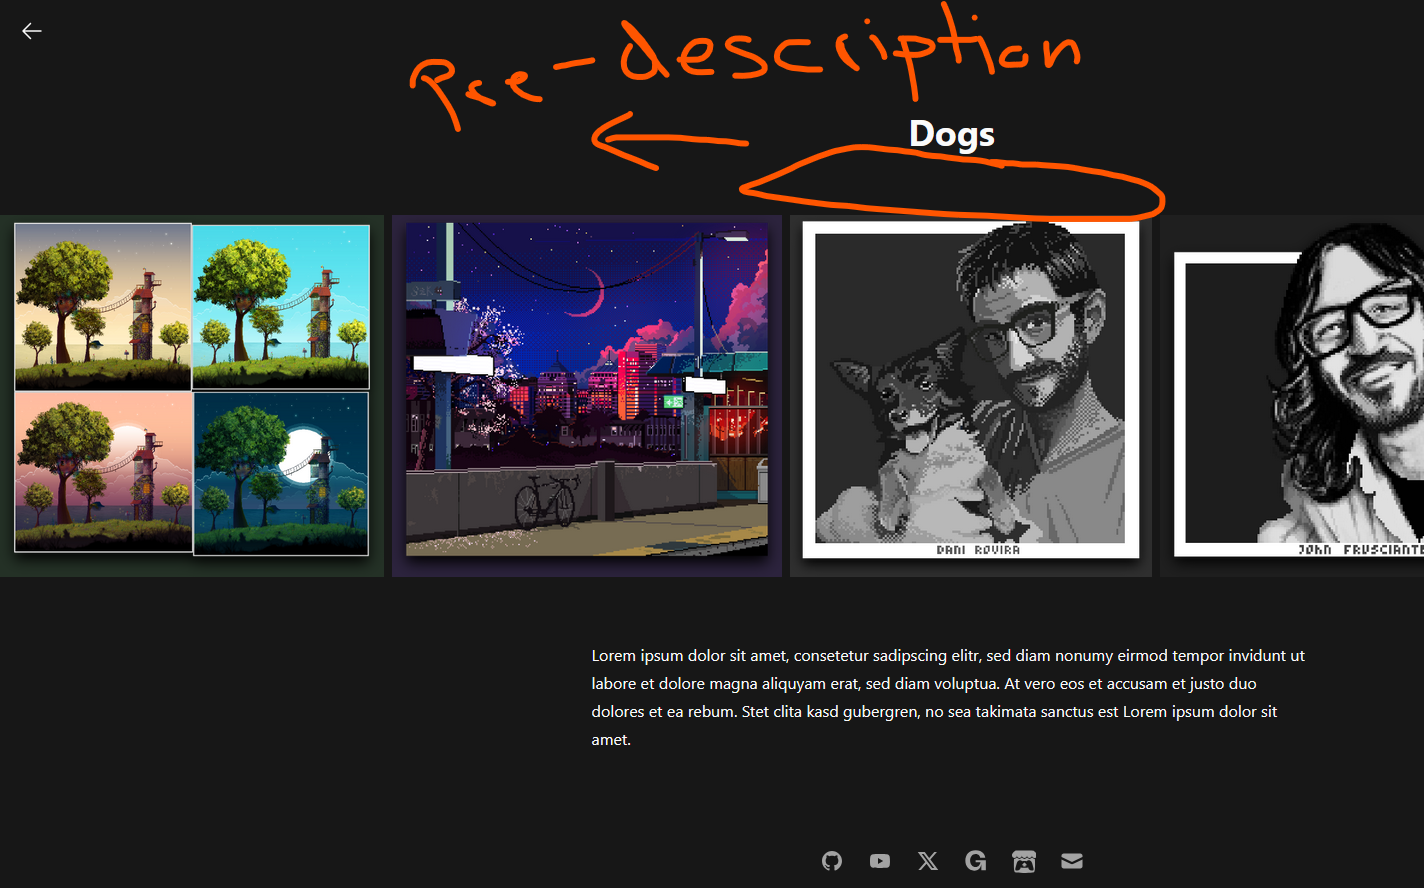 Pre-description
Dogs
DANI ROVIRA
JOHN FRUSCIANTE
Lorem ipsum dolor sit amet, consetetur sadipscing elitr, sed diam nonumy eirmod tempor invidunt ut
labore et dolore magna aliquyam erat, sed diam voluptua. At vero eos et accusam et justo duo
dolores et ea rebum. Stet clita kasd gubergren, no sea takimata sanctus est Lorem ipsum dolor sit
amet.